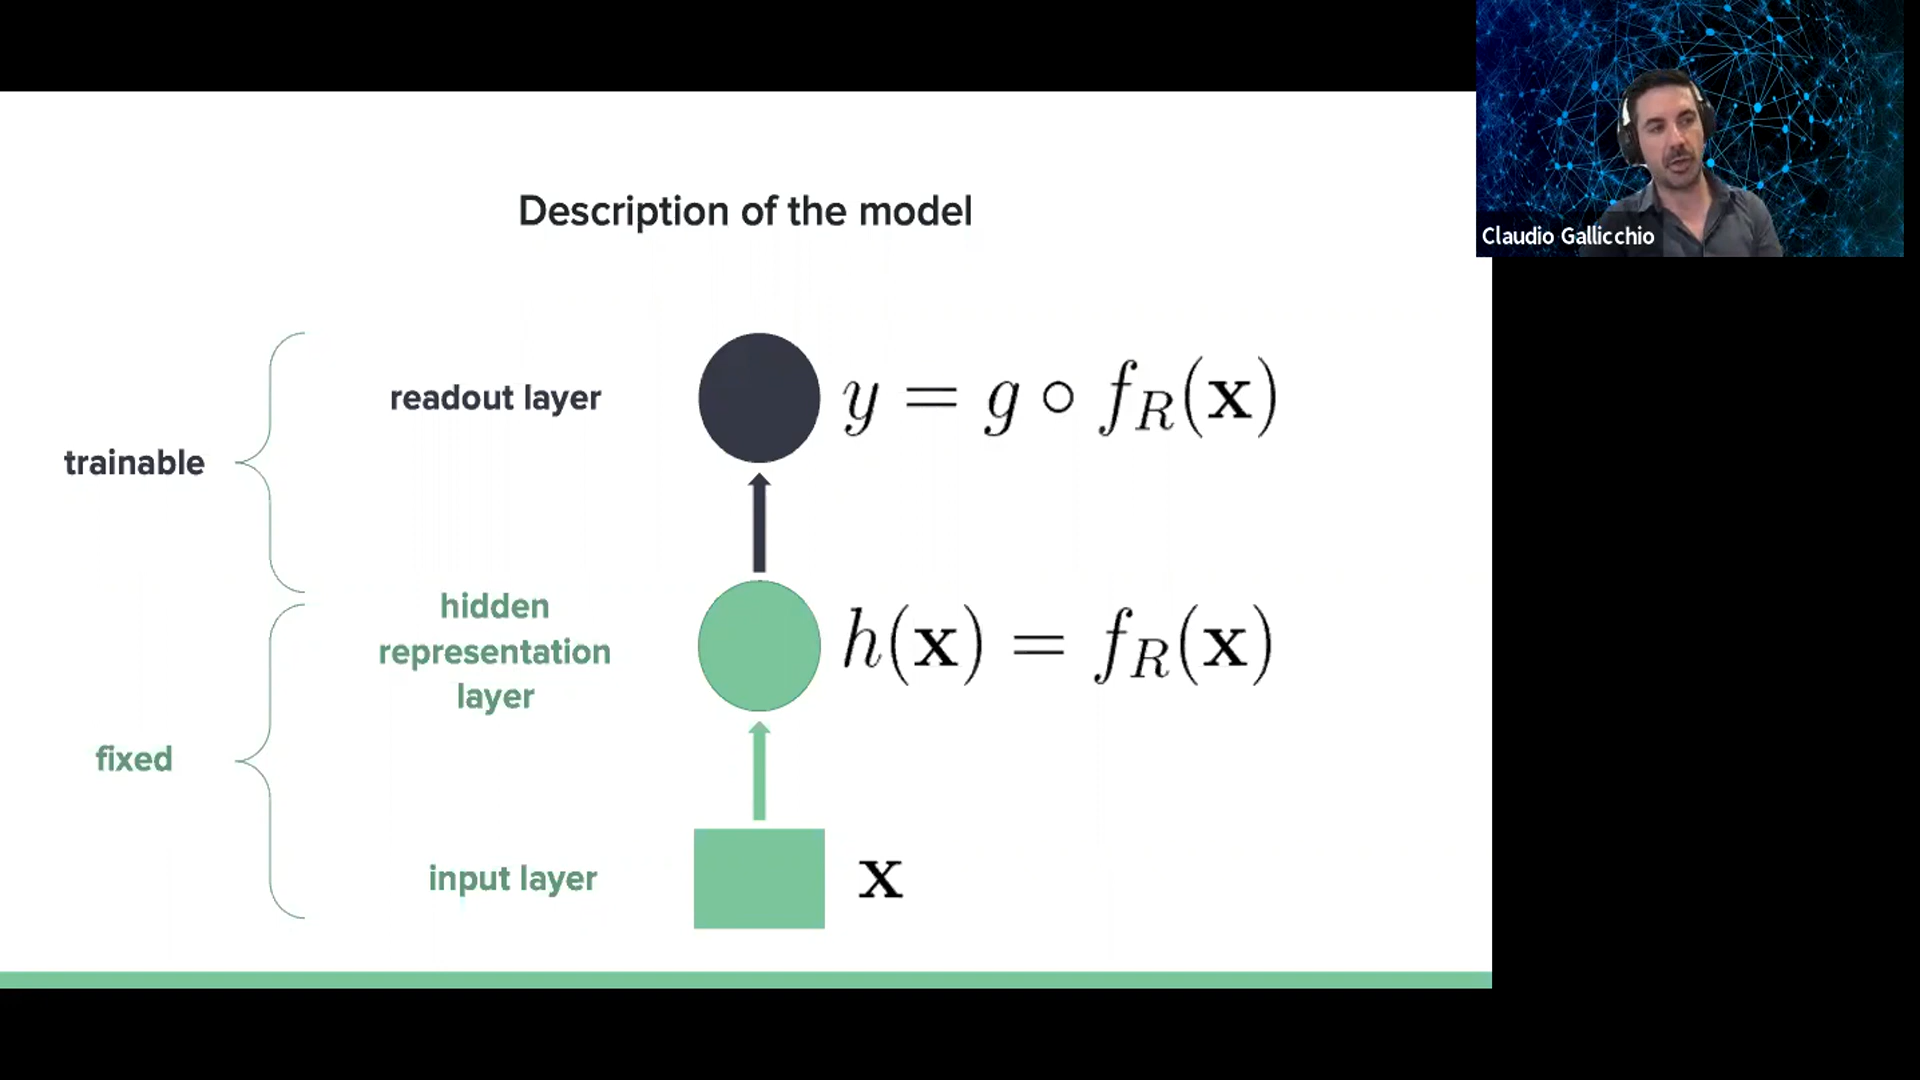 Claudio Gallicchio
Description of the model
readout layer
y = g ∘ f_R(x)
trainable
hidden
representation
layer
h(x) = f_R(x)
fixed
input layer
x